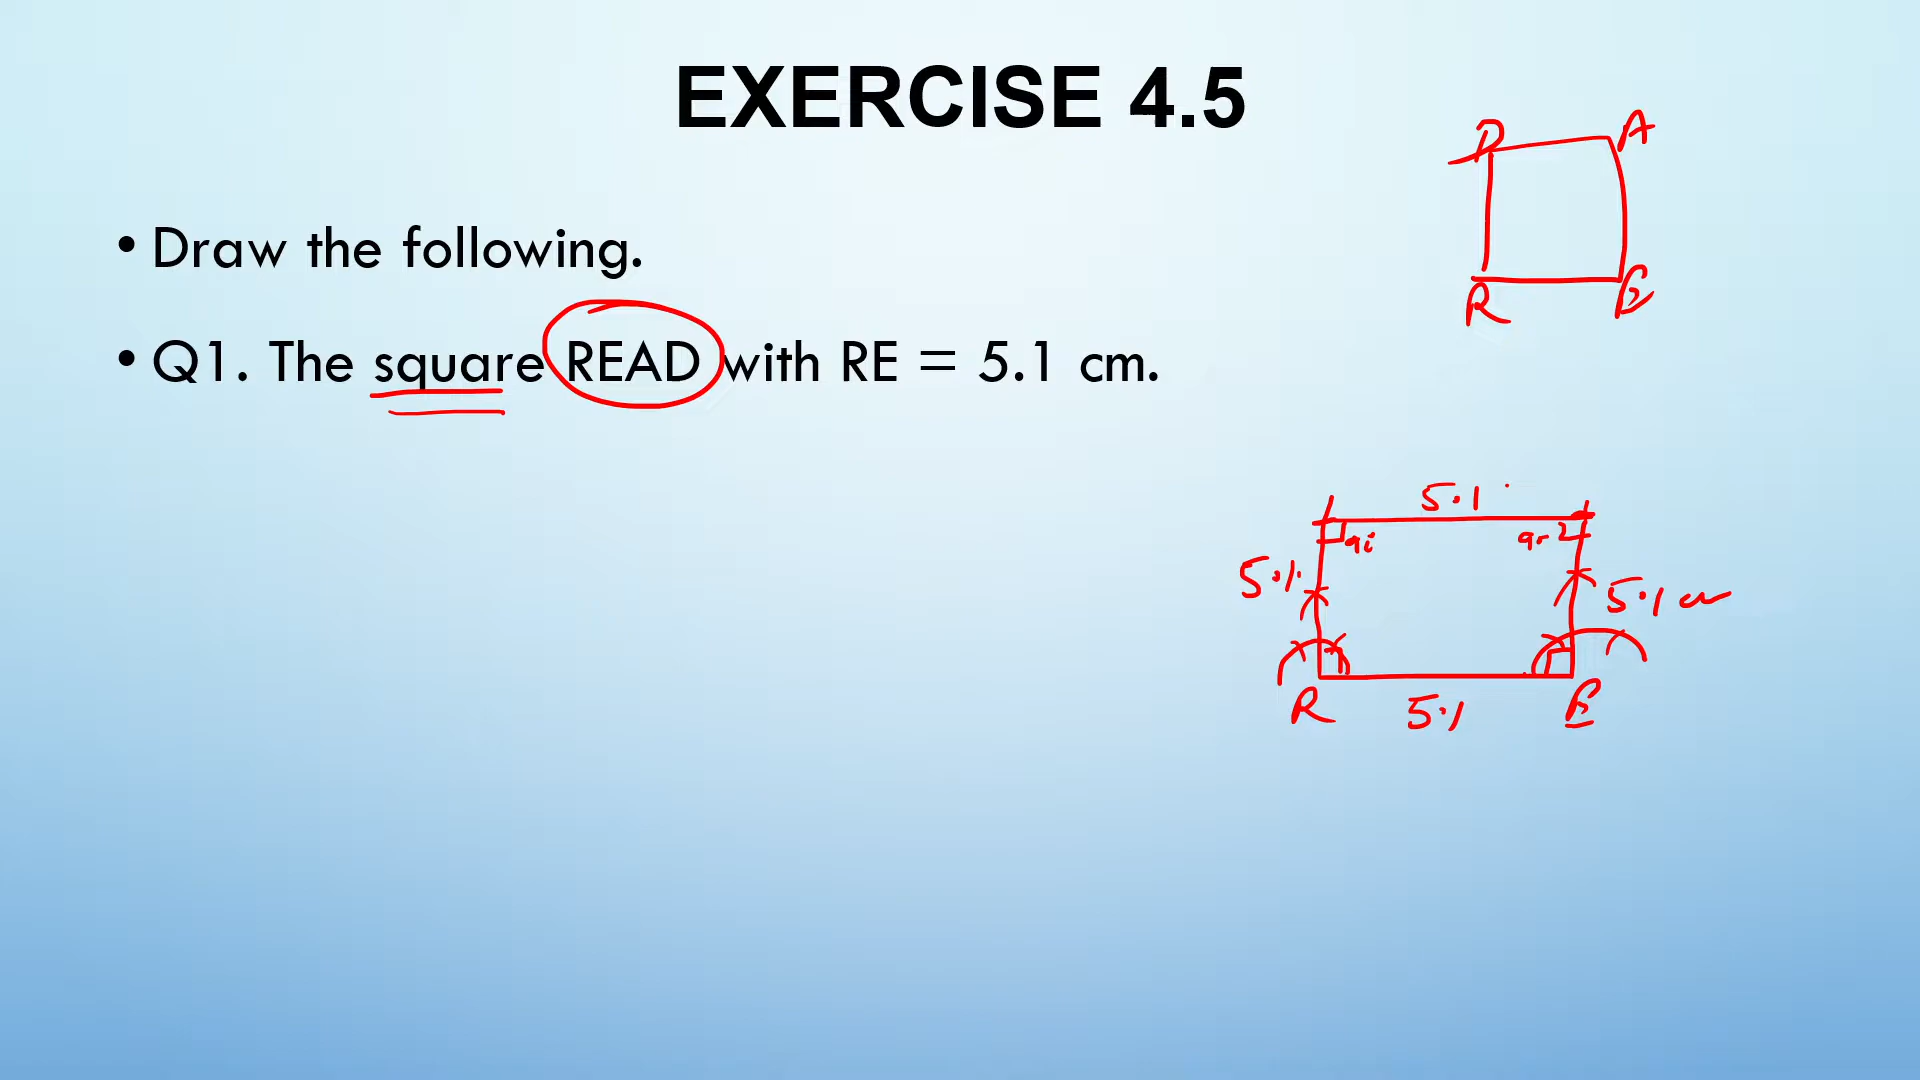 EXERCISE 4.5
D A
• Draw the following.
R E
• Q1. The square READ with RE = 5.1 cm.
5.1
5.1 5.1 cm
R 5.1 E